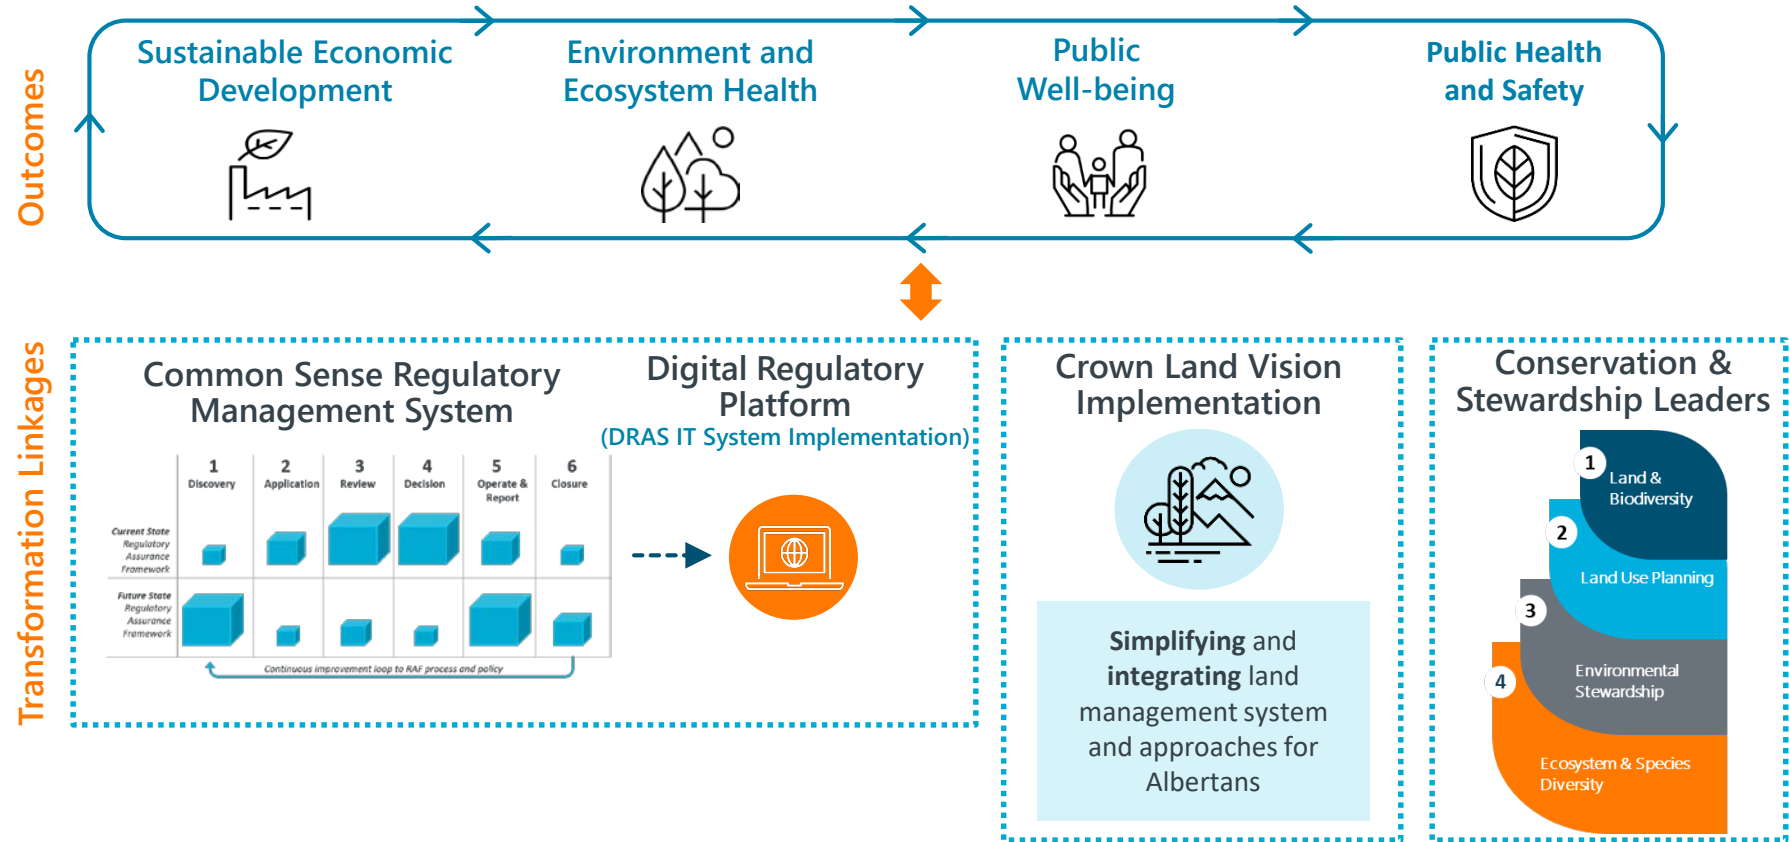 Outcomes
Sustainable Economic
Development
Environment and
Ecosystem Health
Public
Well-being
Public Health
and Safety
Transformation Linkages
Common Sense Regulatory
Management System
1
Discovery
2
Application
3
Review
4
Decision
5
Operate &
Report
6
Closure
Current State
Regulatory
Assurance
Framework
Future State
Regulatory
Assurance
Framework
Continuous improvement loop to RAF process and policy
Digital Regulatory
Platform
(DRAS IT System Implementation)
Crown Land Vision
Implementation
Simplifying and
integrating land
management system
and approaches for
Albertans
Conservation &
Stewardship Leaders
1
Land &
Biodiversity
2
Land Use Planning
3
Environmental
Stewardship
4
Ecosystem & Species
Diversity